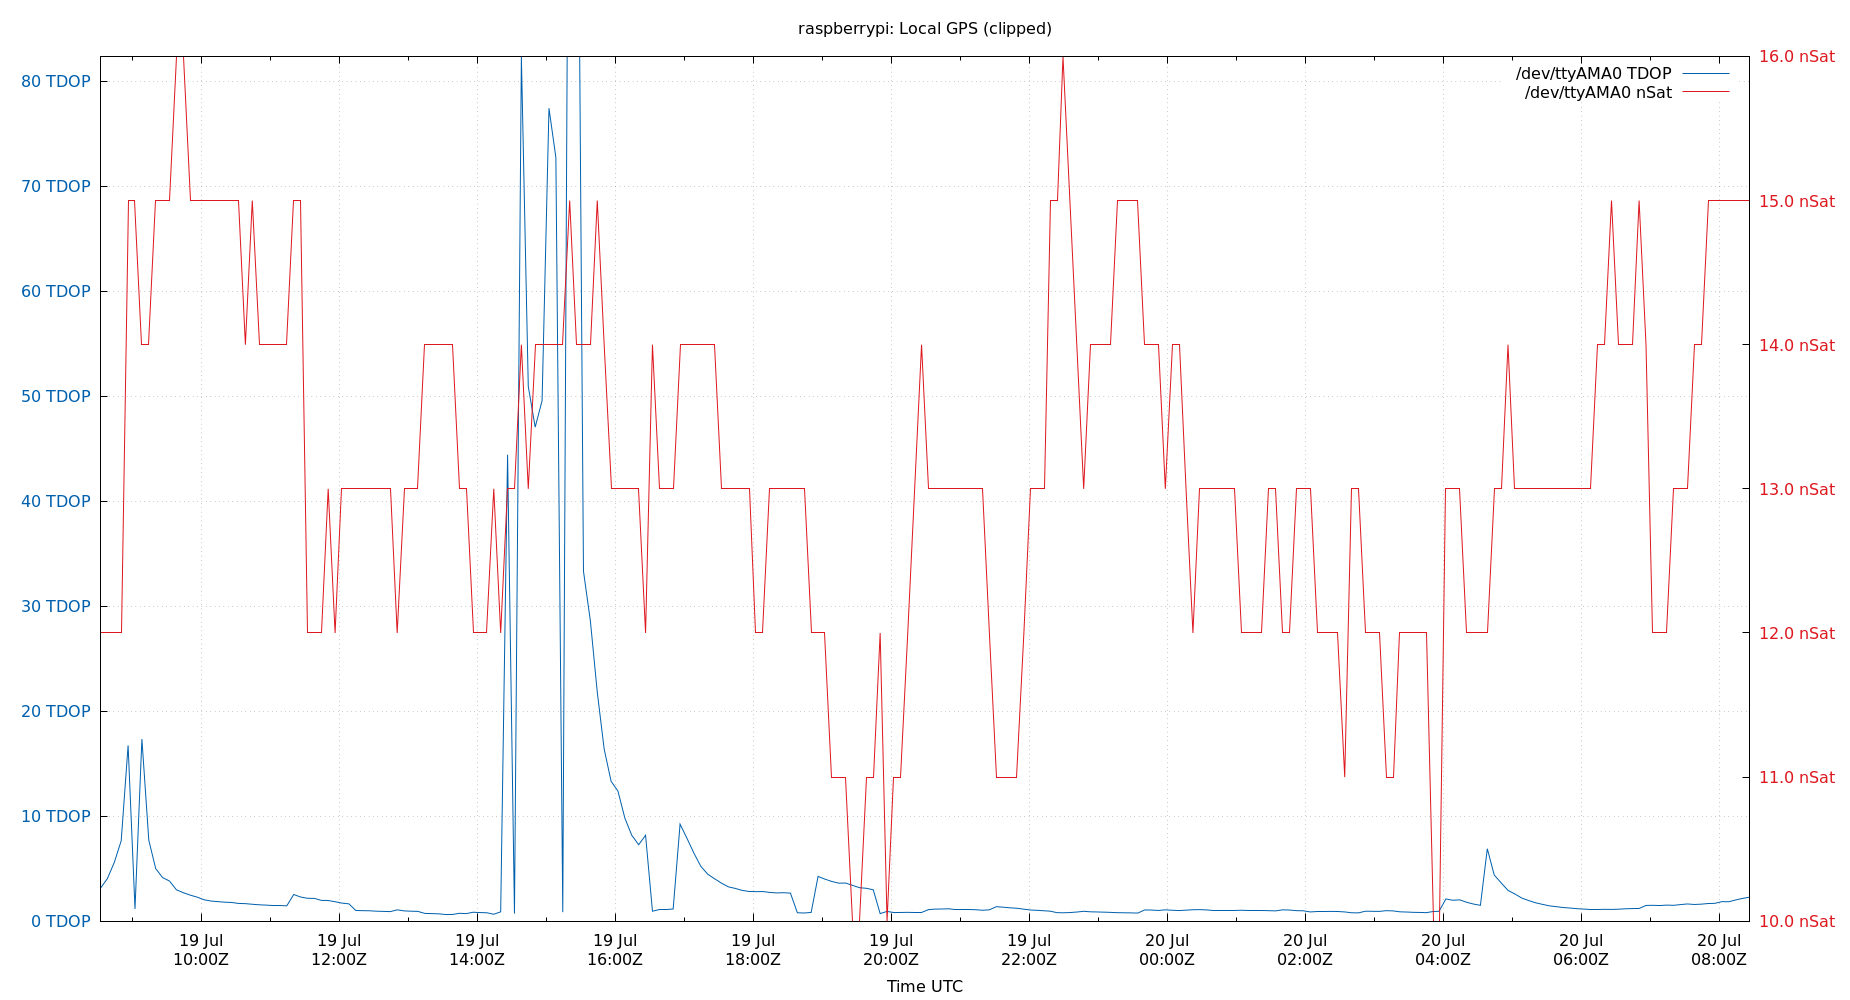 raspberrypi: Local GPS (clipped)
/dev/ttyAMA0 TDOP
/dev/ttyAMA0 nSat
80 TDOP
70 TDOP
60 TDOP
50 TDOP
40 TDOP
30 TDOP
20 TDOP
10 TDOP
0 TDOP
16.0 nSat
15.0 nSat
14.0 nSat
13.0 nSat
12.0 nSat
11.0 nSat
10.0 nSat
19 Jul
10:00Z
19 Jul
12:00Z
19 Jul
14:00Z
19 Jul
16:00Z
19 Jul
18:00Z
19 Jul
20:00Z
19 Jul
22:00Z
20 Jul
00:00Z
20 Jul
02:00Z
20 Jul
04:00Z
20 Jul
06:00Z
20 Jul
08:00Z
Time UTC